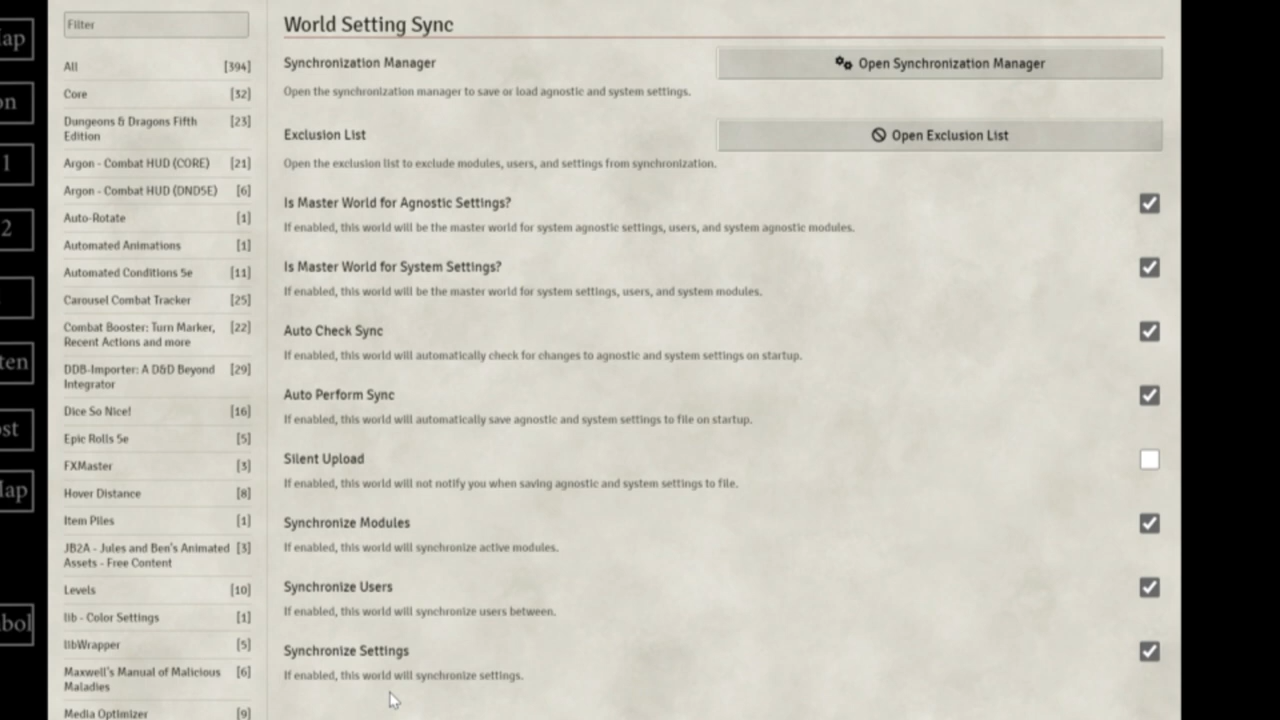 ap
on
1
2
ten
ost
Map
bol
Filter
All [394]
Core [32]
Dungeons & Dragons Fifth
Edition [23]
Argon - Combat HUD (CORE) [21]
Argon - Combat HUD (DND5E) [6]
Auto-Rotate [1]
Automated Animations [1]
Automated Conditions 5e [11]
Carousel Combat Tracker [25]
Combat Booster: Turn Marker, [22]
Recent Actions and more
DDB-Importer: A D&D Beyond [29]
Integrator
Dice So Nice! [16]
Epic Rolls 5e [5]
FXMaster [3]
Hover Distance [8]
Item Piles [1]
JB2A - Jules and Ben's Animated [3]
Assets - Free Content
Levels [10]
lib - Color Settings [1]
libWrapper [5]
Maxwell's Manual of Malicious [6]
Maladies
Media Optimizer [9]
World Setting Sync
Synchronization Manager
Open Synchronization Manager
Open the synchronization manager to save or load agnostic and system settings.
Exclusion List
Open Exclusion List
Open the exclusion list to exclude modules, users, and settings from synchronization.
Is Master World for Agnostic Settings?
If enabled, this world will be the master world for system agnostic settings, users, and system agnostic modules.
Is Master World for System Settings?
If enabled, this world will be the master world for system settings, users, and system modules.
Auto Check Sync
If enabled, this world will automatically check for changes to agnostic and system settings on startup.
Auto Perform Sync
If enabled, this world will automatically save agnostic and system settings to file on startup.
Silent Upload
If enabled, this world will not notify you when saving agnostic and system settings to file.
Synchronize Modules
If enabled, this world will synchronize active modules.
Synchronize Users
If enabled, this world will synchronize users between.
Synchronize Settings
If enabled, this world will synchronize settings.